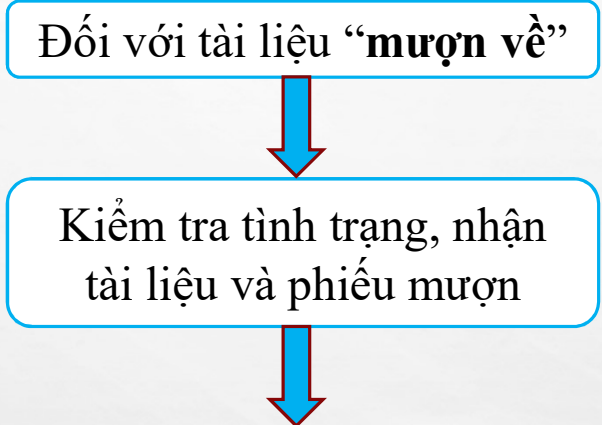 Đối với tài liệu “mượn về”
Kiểm tra tình trạng, nhận
tài liệu và phiếu mượn